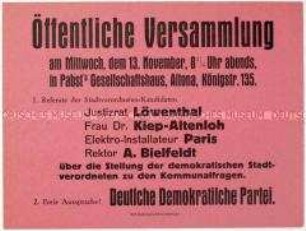 Öffentliche Versammlung
am Mittwoch, dem 13. November, 8 Uhr abends,
in Pabst's Gesellschaftshaus, Altona, Königstr. 135.
1. Referate der Stadtverordneten-Kandidaten
Justizrat Löwenthal
Frau Dr. Kiep-Altenloh
Elektro-Installateur Paris
Rektor A. Bielfeldt
über die Stellung der demokratischen Stadt-
verordneten zu den Kommunalfragen.
2. Freie Aussprache! Deutsche Demokratische Partei.